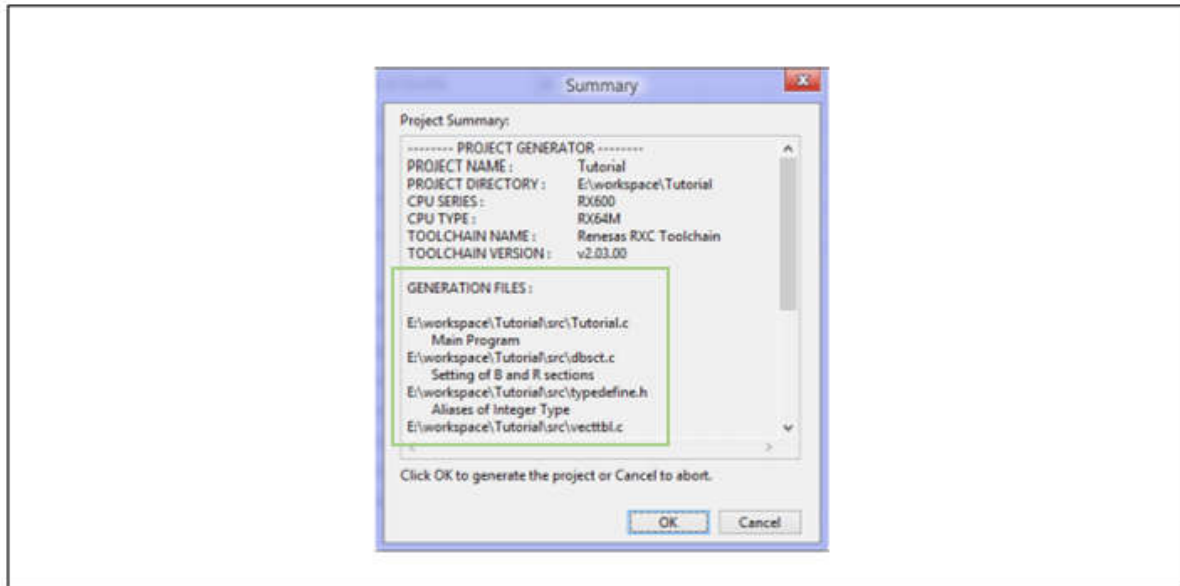 Summary
Project Summary:
-------- PROJECT GENERATOR --------
PROJECT NAME : Tutorial
PROJECT DIRECTORY : E:\workspace\Tutorial
CPU SERIES : RX600
CPU TYPE : RX64M
TOOLCHAIN NAME : Renesas RXC Toolchain
TOOLCHAIN VERSION : v2.03.00
GENERATION FILES :
E:\workspace\Tutorial\src\Tutorial.c
Main Program
E:\workspace\Tutorial\src\dbsct.c
Setting of B and R sections
E:\workspace\Tutorial\src\typedefine.h
Aliases of Integer Type
E:\workspace\Tutorial\src\vecttbl.c
Click OK to generate the project or Cancel to abort.
OK Cancel